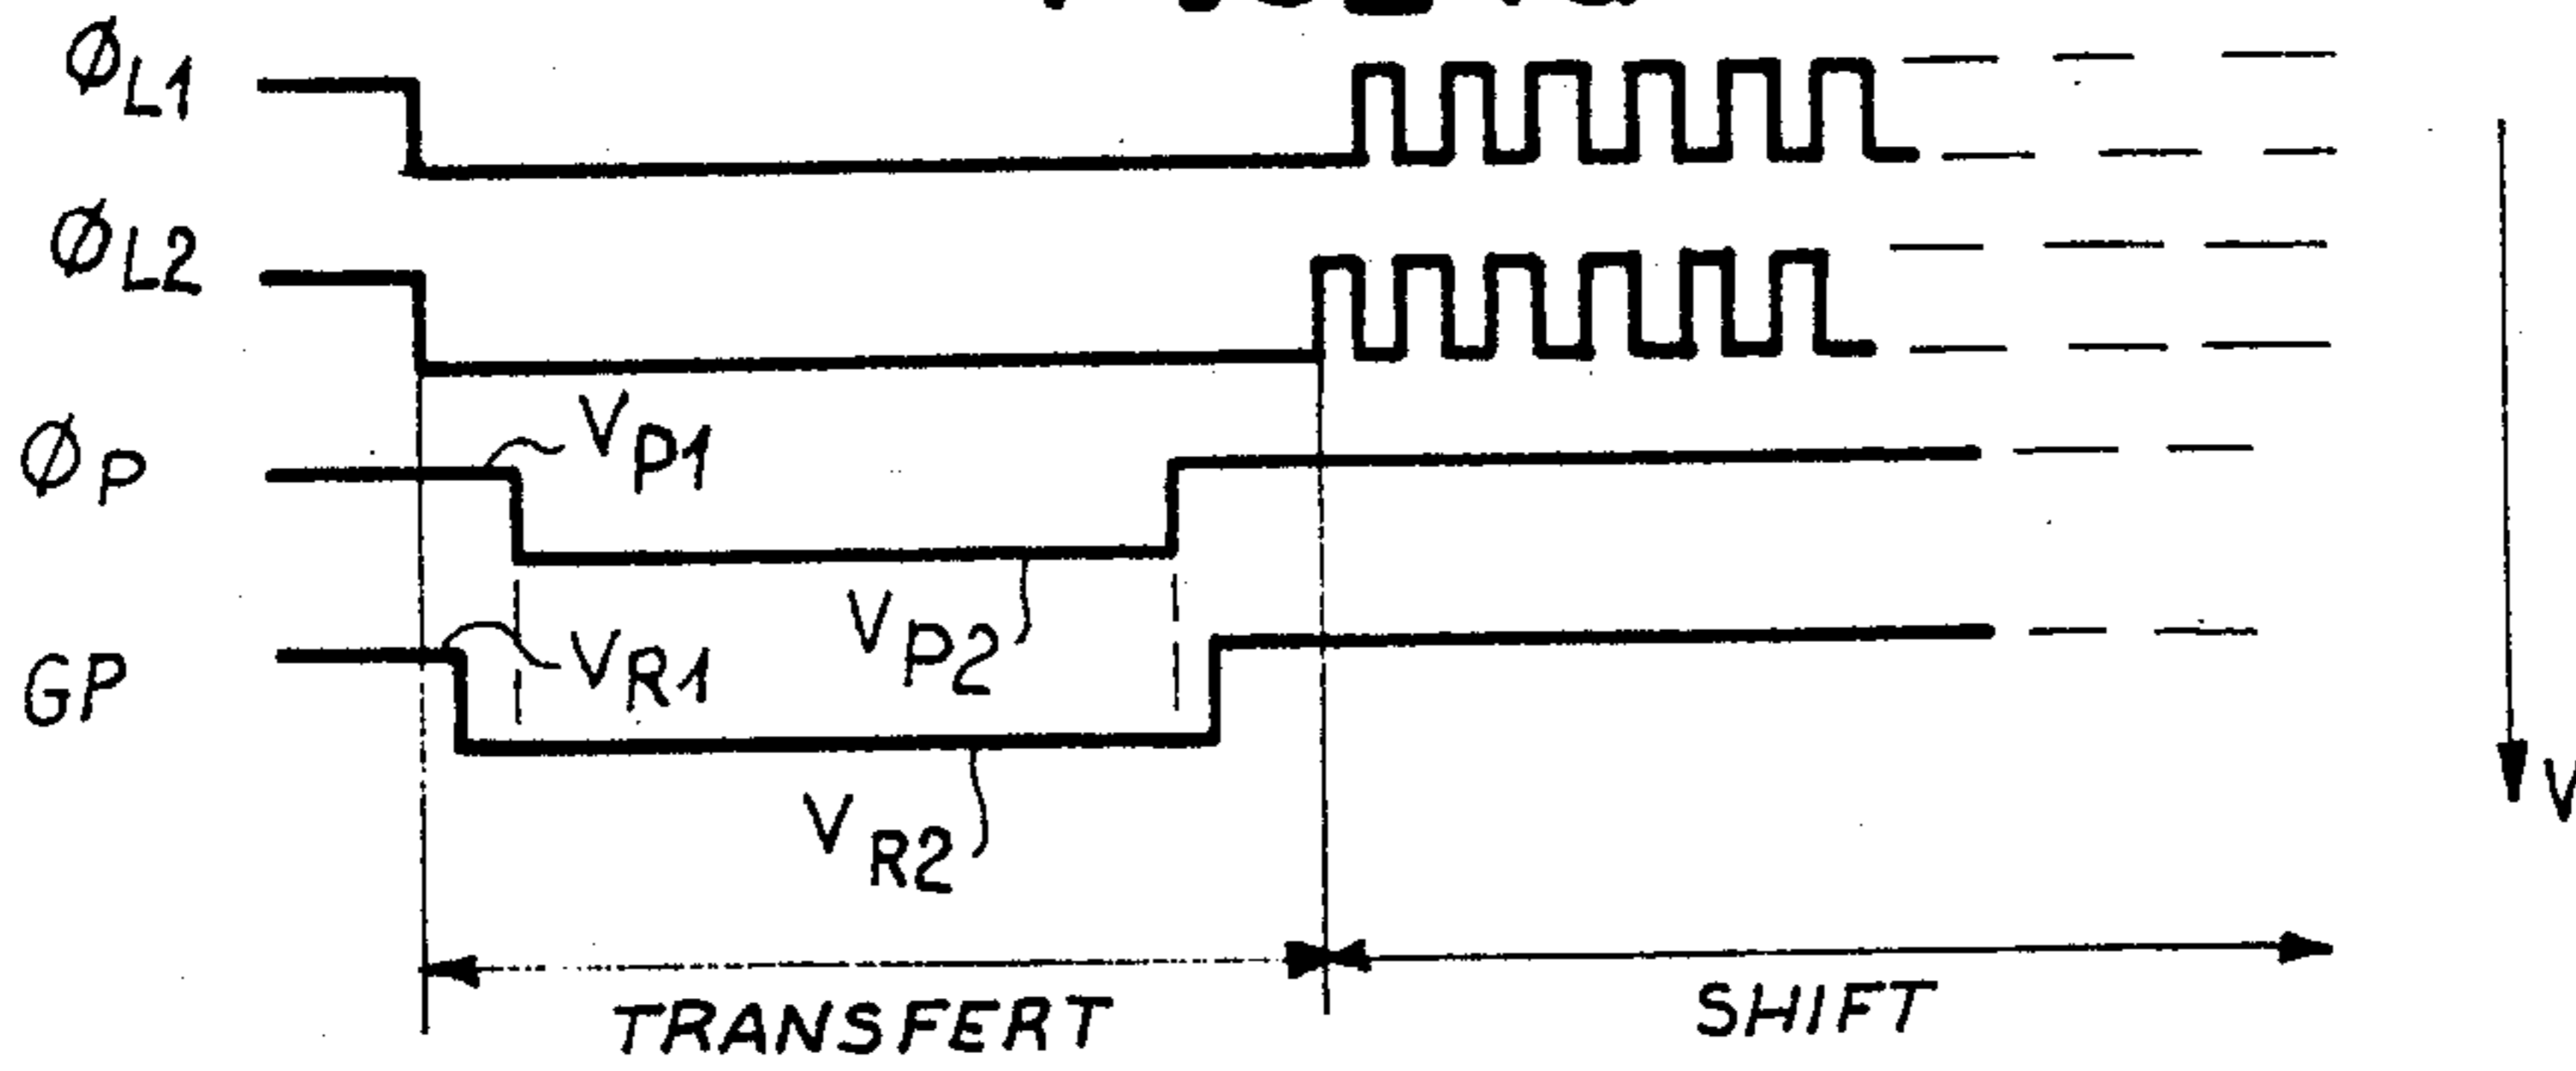 ØL1
ØL2
ØP
VP1
VP2
GP
VR1
VR2
V
TRANSFERT
SHIFT